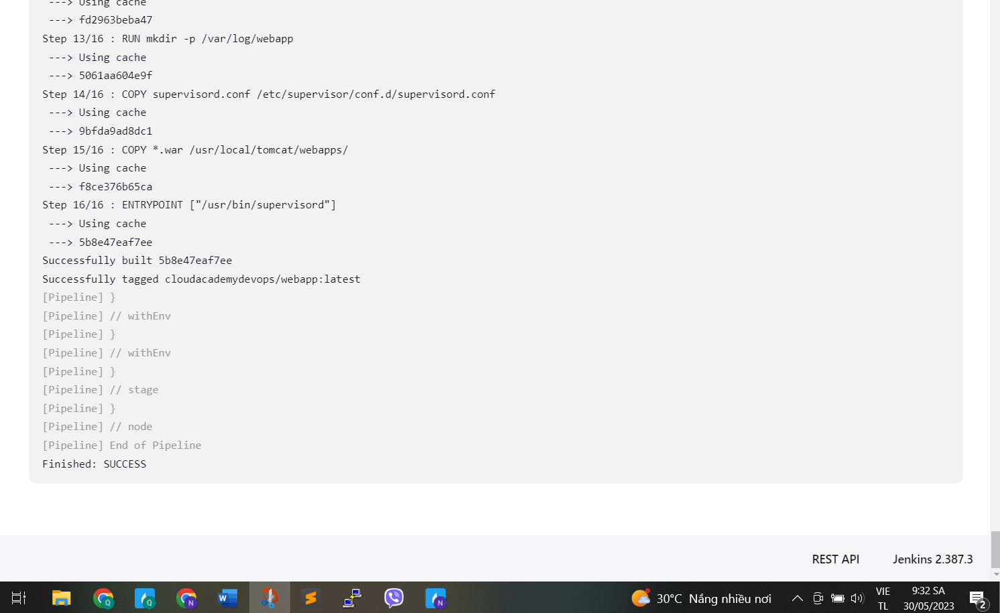 ---> Using cache
---> fd2963beba47
Step 13/16 : RUN mkdir -p /var/log/webapp
---> Using cache
---> 5061aa604e9f
Step 14/16 : COPY supervisord.conf /etc/supervisor/conf.d/supervisord.conf
---> Using cache
---> 9bfda9ad8dc1
Step 15/16 : COPY *.war /usr/local/tomcat/webapps/
---> Using cache
---> f8ce376b65ca
Step 16/16 : ENTRYPOINT ["/usr/bin/supervisord"]
---> Using cache
---> 5b8e47eaf7ee
Successfully built 5b8e47eaf7ee
Successfully tagged cloudacademydevops/webapp:latest
[Pipeline] }
[Pipeline] // withEnv
[Pipeline] }
[Pipeline] // withEnv
[Pipeline] }
[Pipeline] // stage
[Pipeline] }
[Pipeline] // node
[Pipeline] End of Pipeline
Finished: SUCCESS
REST API Jenkins 2.387.3
Q Q N W N 30°C Nắng nhiều nơi VIE 9:32 SA
TL 30/05/2023 2